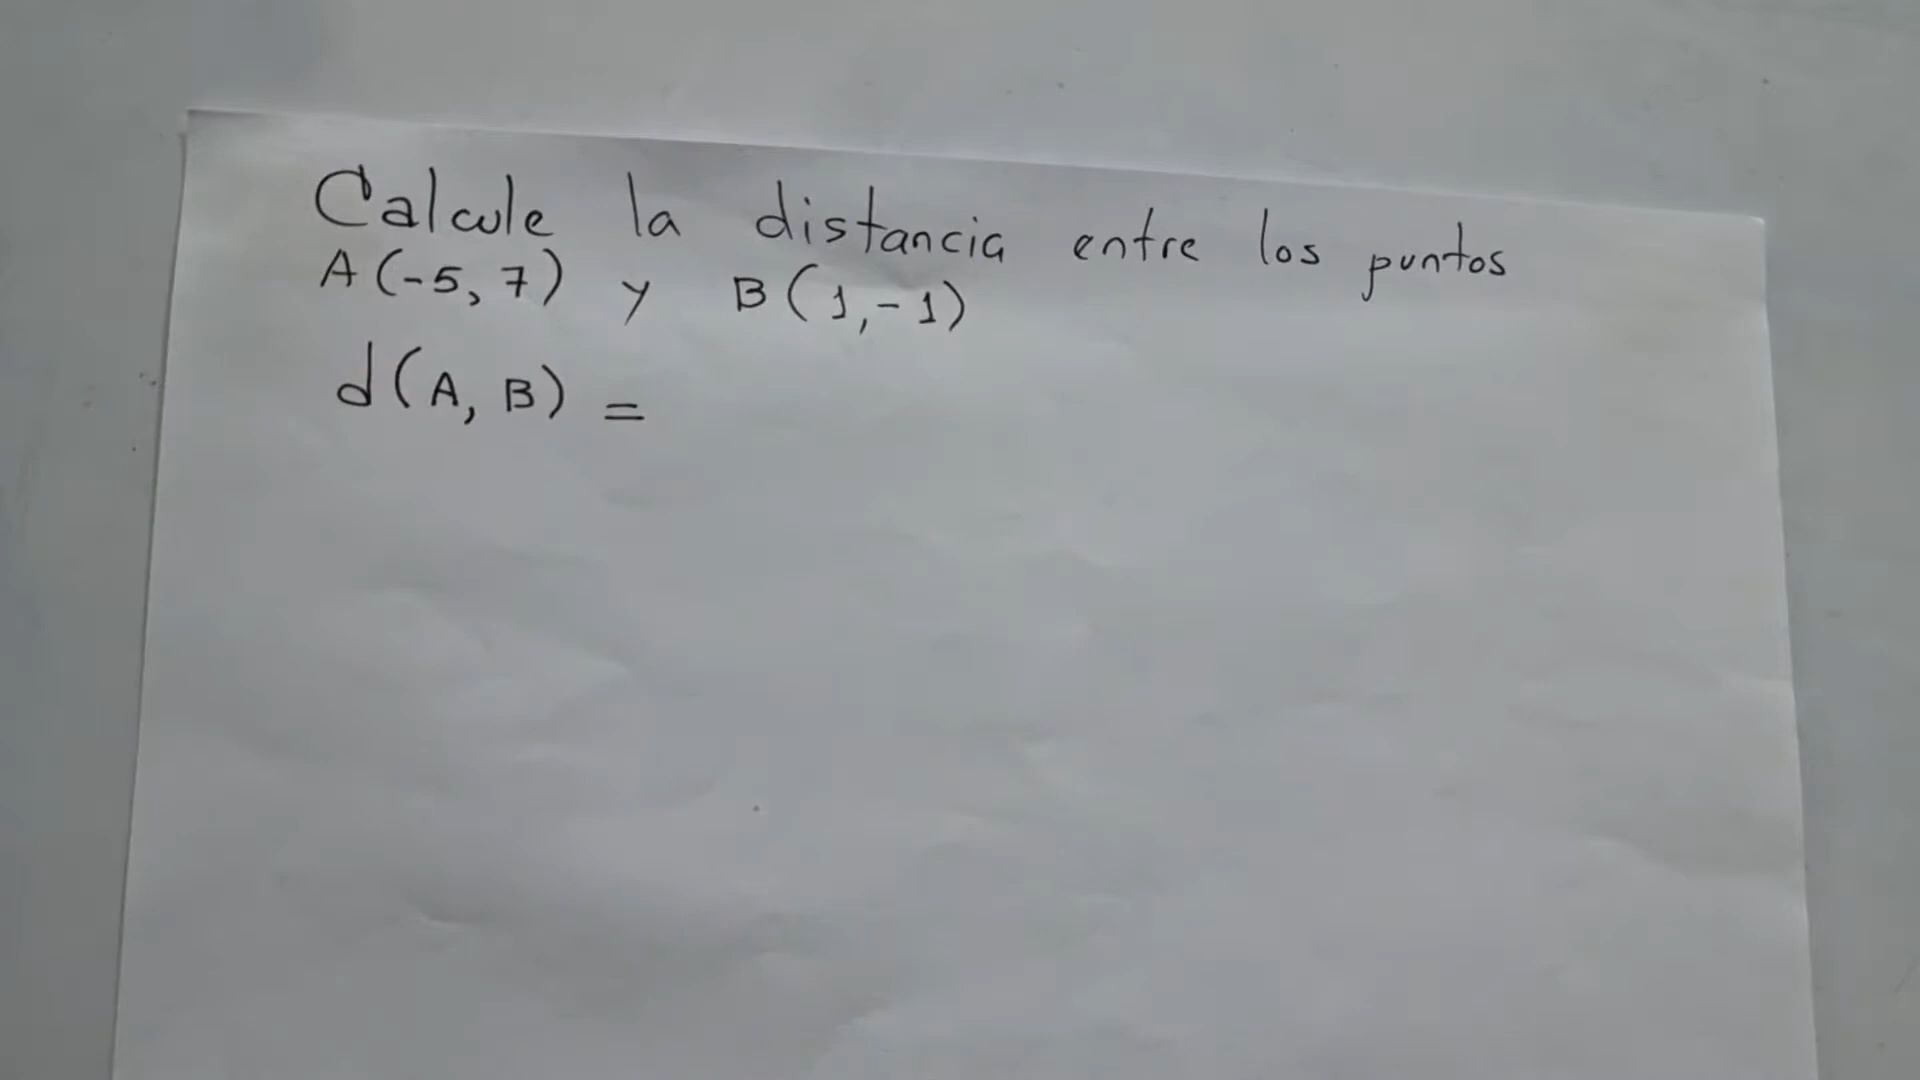 Calcule la distancia entre los puntos
A(-5, 7) y B(1,-1)
d(A, B) =